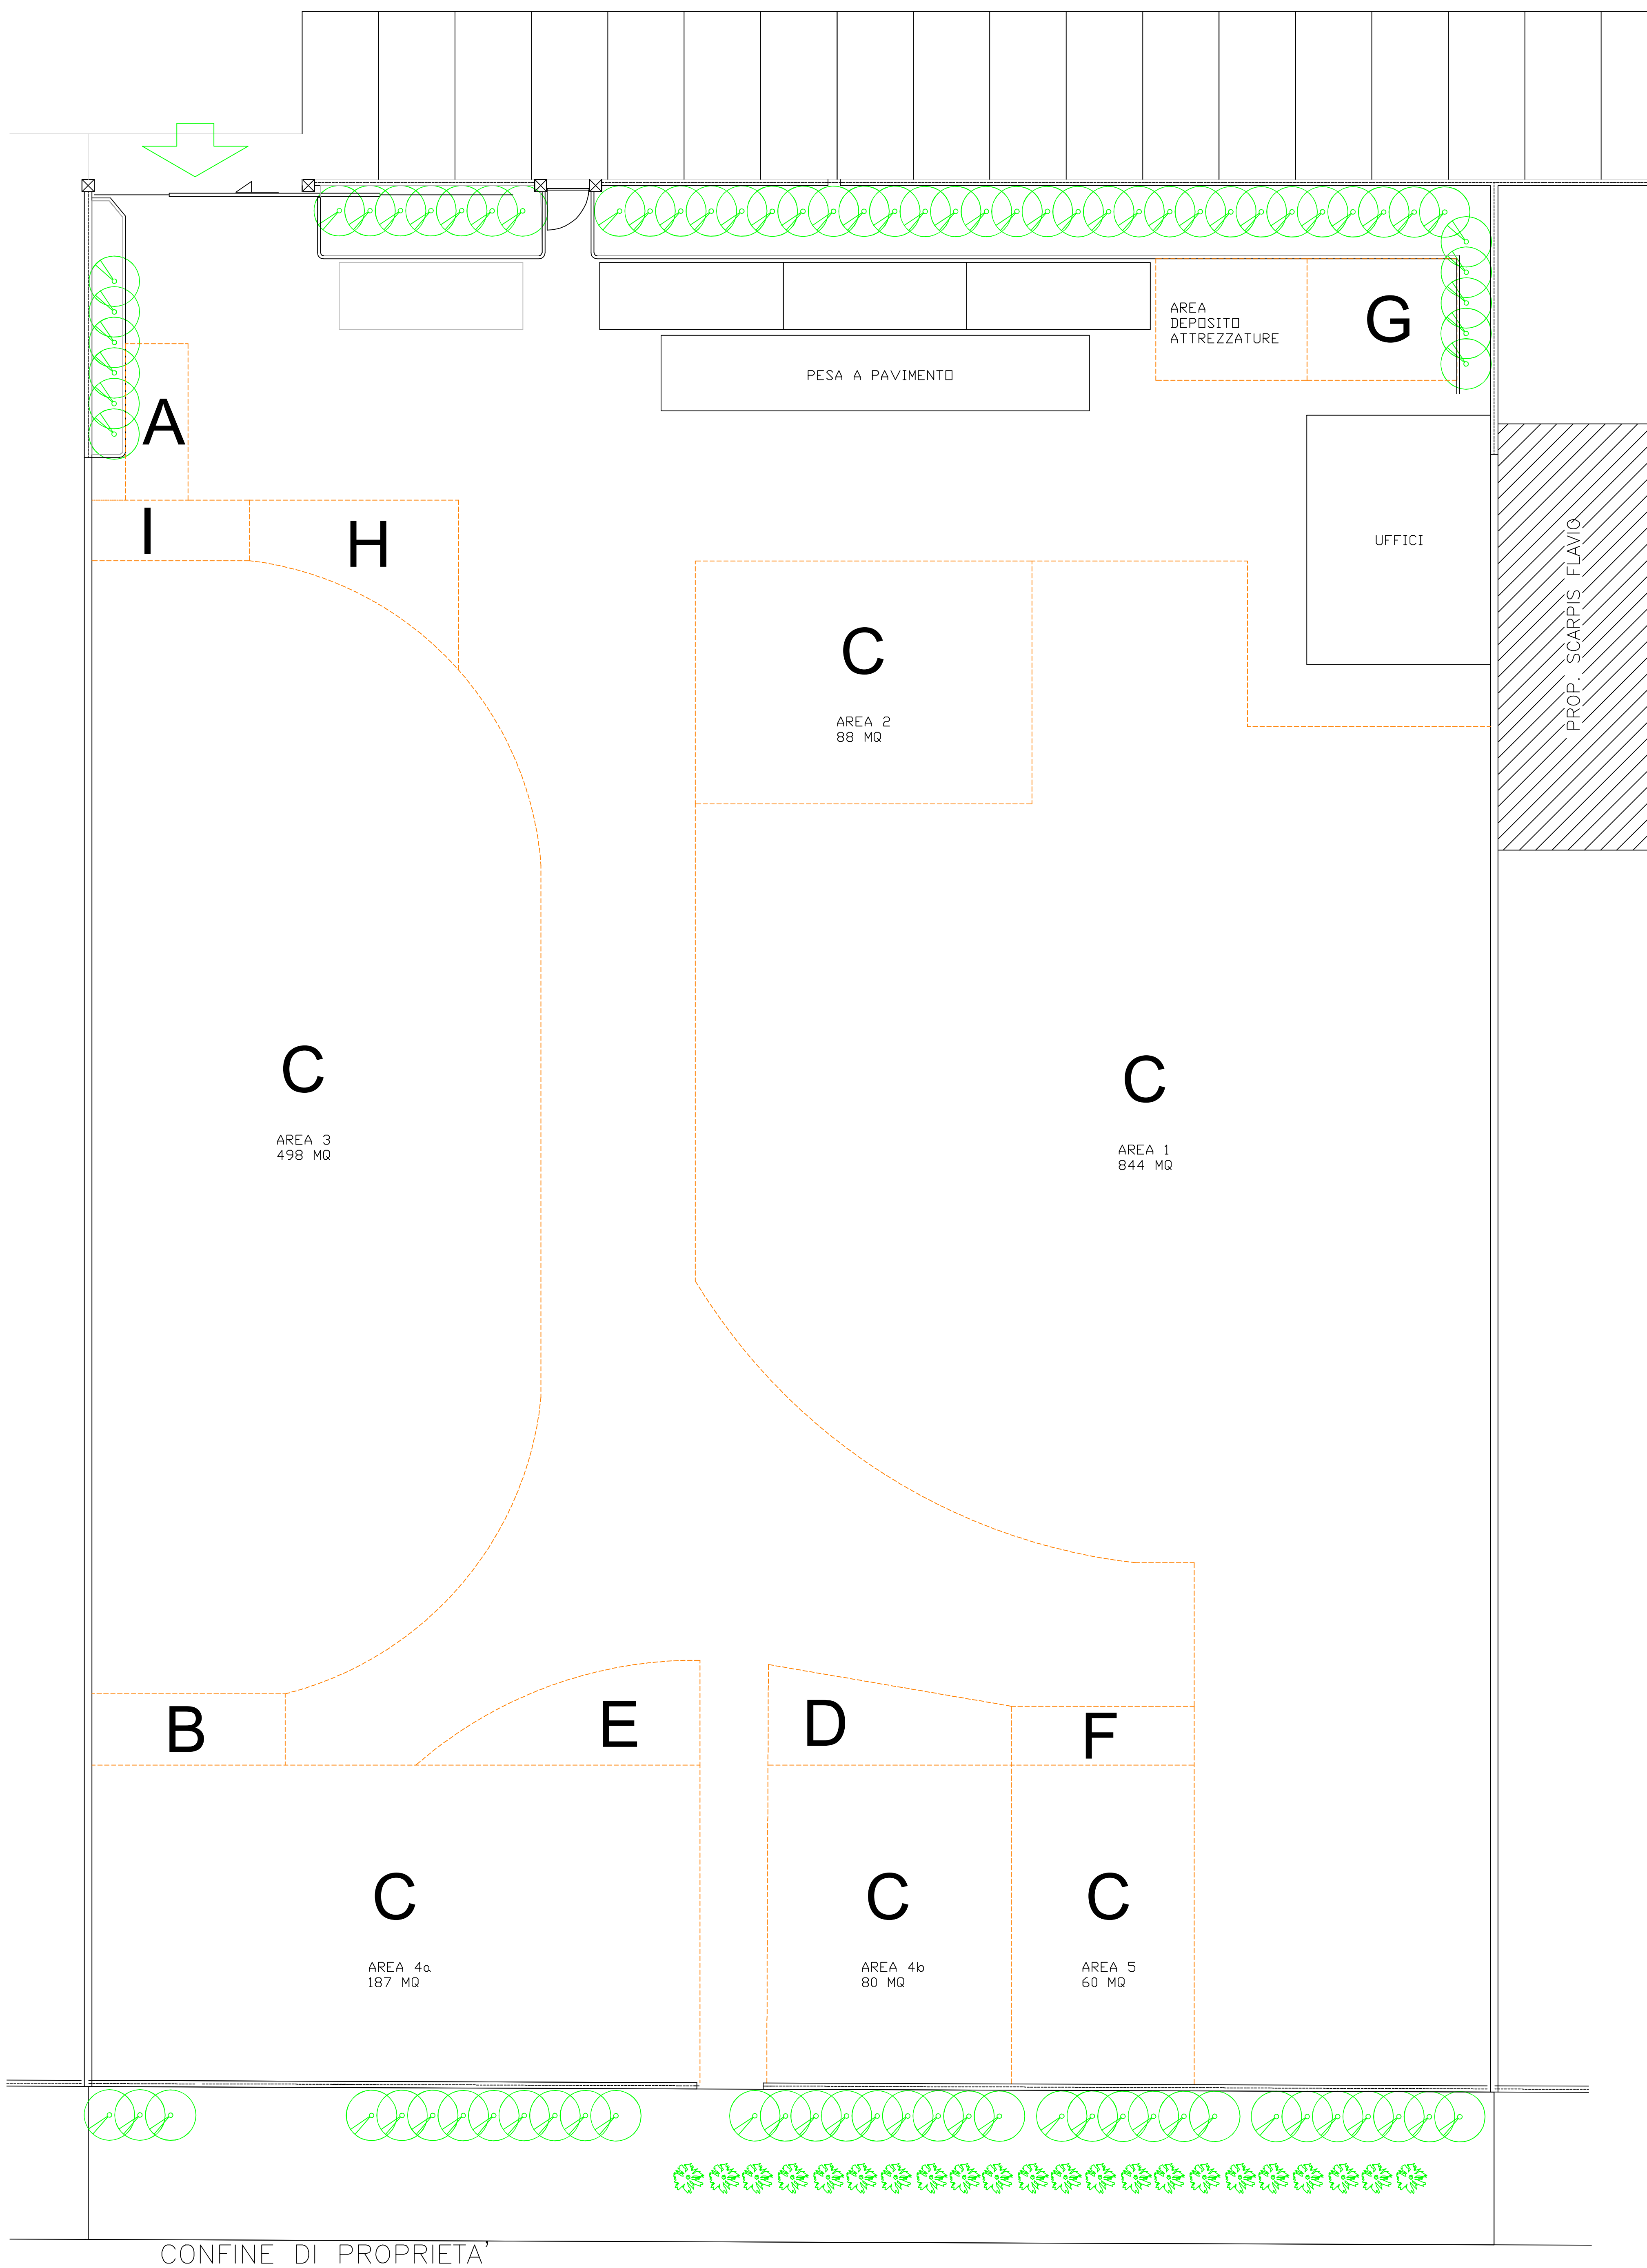 AREA
DEPOSITO
ATTREZZATURE
G
PESA A PAVIMENTO
A
I
H
UFFICI
PROP. SCARPIS FLAVIO
C
AREA 2
88 MQ
C
AREA 3
498 MQ
C
AREA 1
844 MQ
B
E
D
F
C
AREA 4a
187 MQ
C
AREA 4b
80 MQ
C
AREA 5
60 MQ
CONFINE DI PROPRIETA'